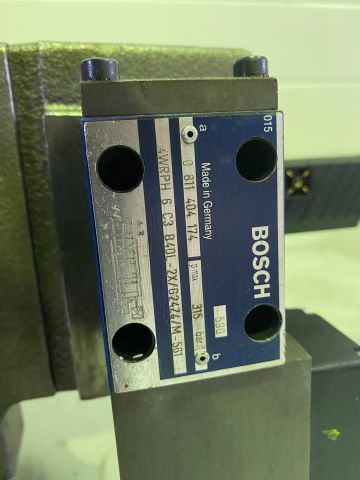 015
BOSCH
590
Made in Germany
p max
315
bar
a
b
0 811 404 174
4WRPH 6 C3 B40L-2X/G24Z4/M-561